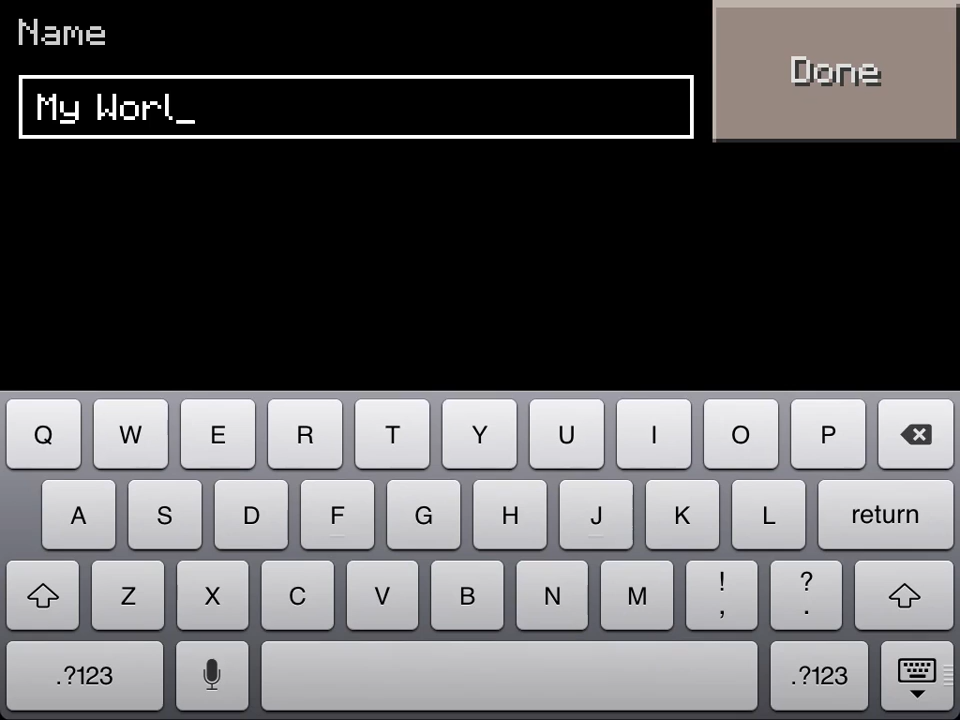 Name
Done
My Worl_
Q W E R T Y U I O P
A S D F G H J K L return
Z X C V B N M ! , ? .
.?123 .?123